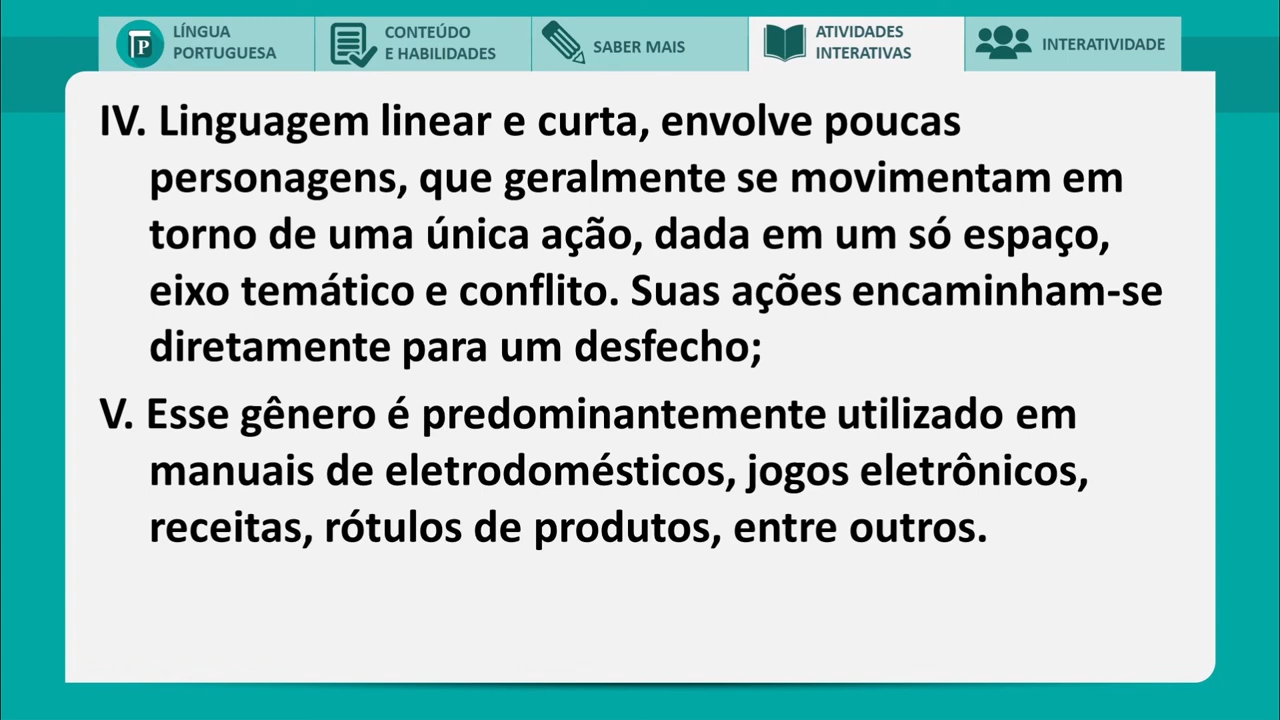 LÍNGUA
PORTUGUESA
CONTEÚDO
E HABILIDADES
SABER MAIS
ATIVIDADES
INTERATIVAS
INTERATIVIDADE
IV. Linguagem linear e curta, envolve poucas
personagens, que geralmente se movimentam em
torno de uma única ação, dada em um só espaço,
eixo temático e conflito. Suas ações encaminham-se
diretamente para um desfecho;
V. Esse gênero é predominantemente utilizado em
manuais de eletrodomésticos, jogos eletrônicos,
receitas, rótulos de produtos, entre outros.